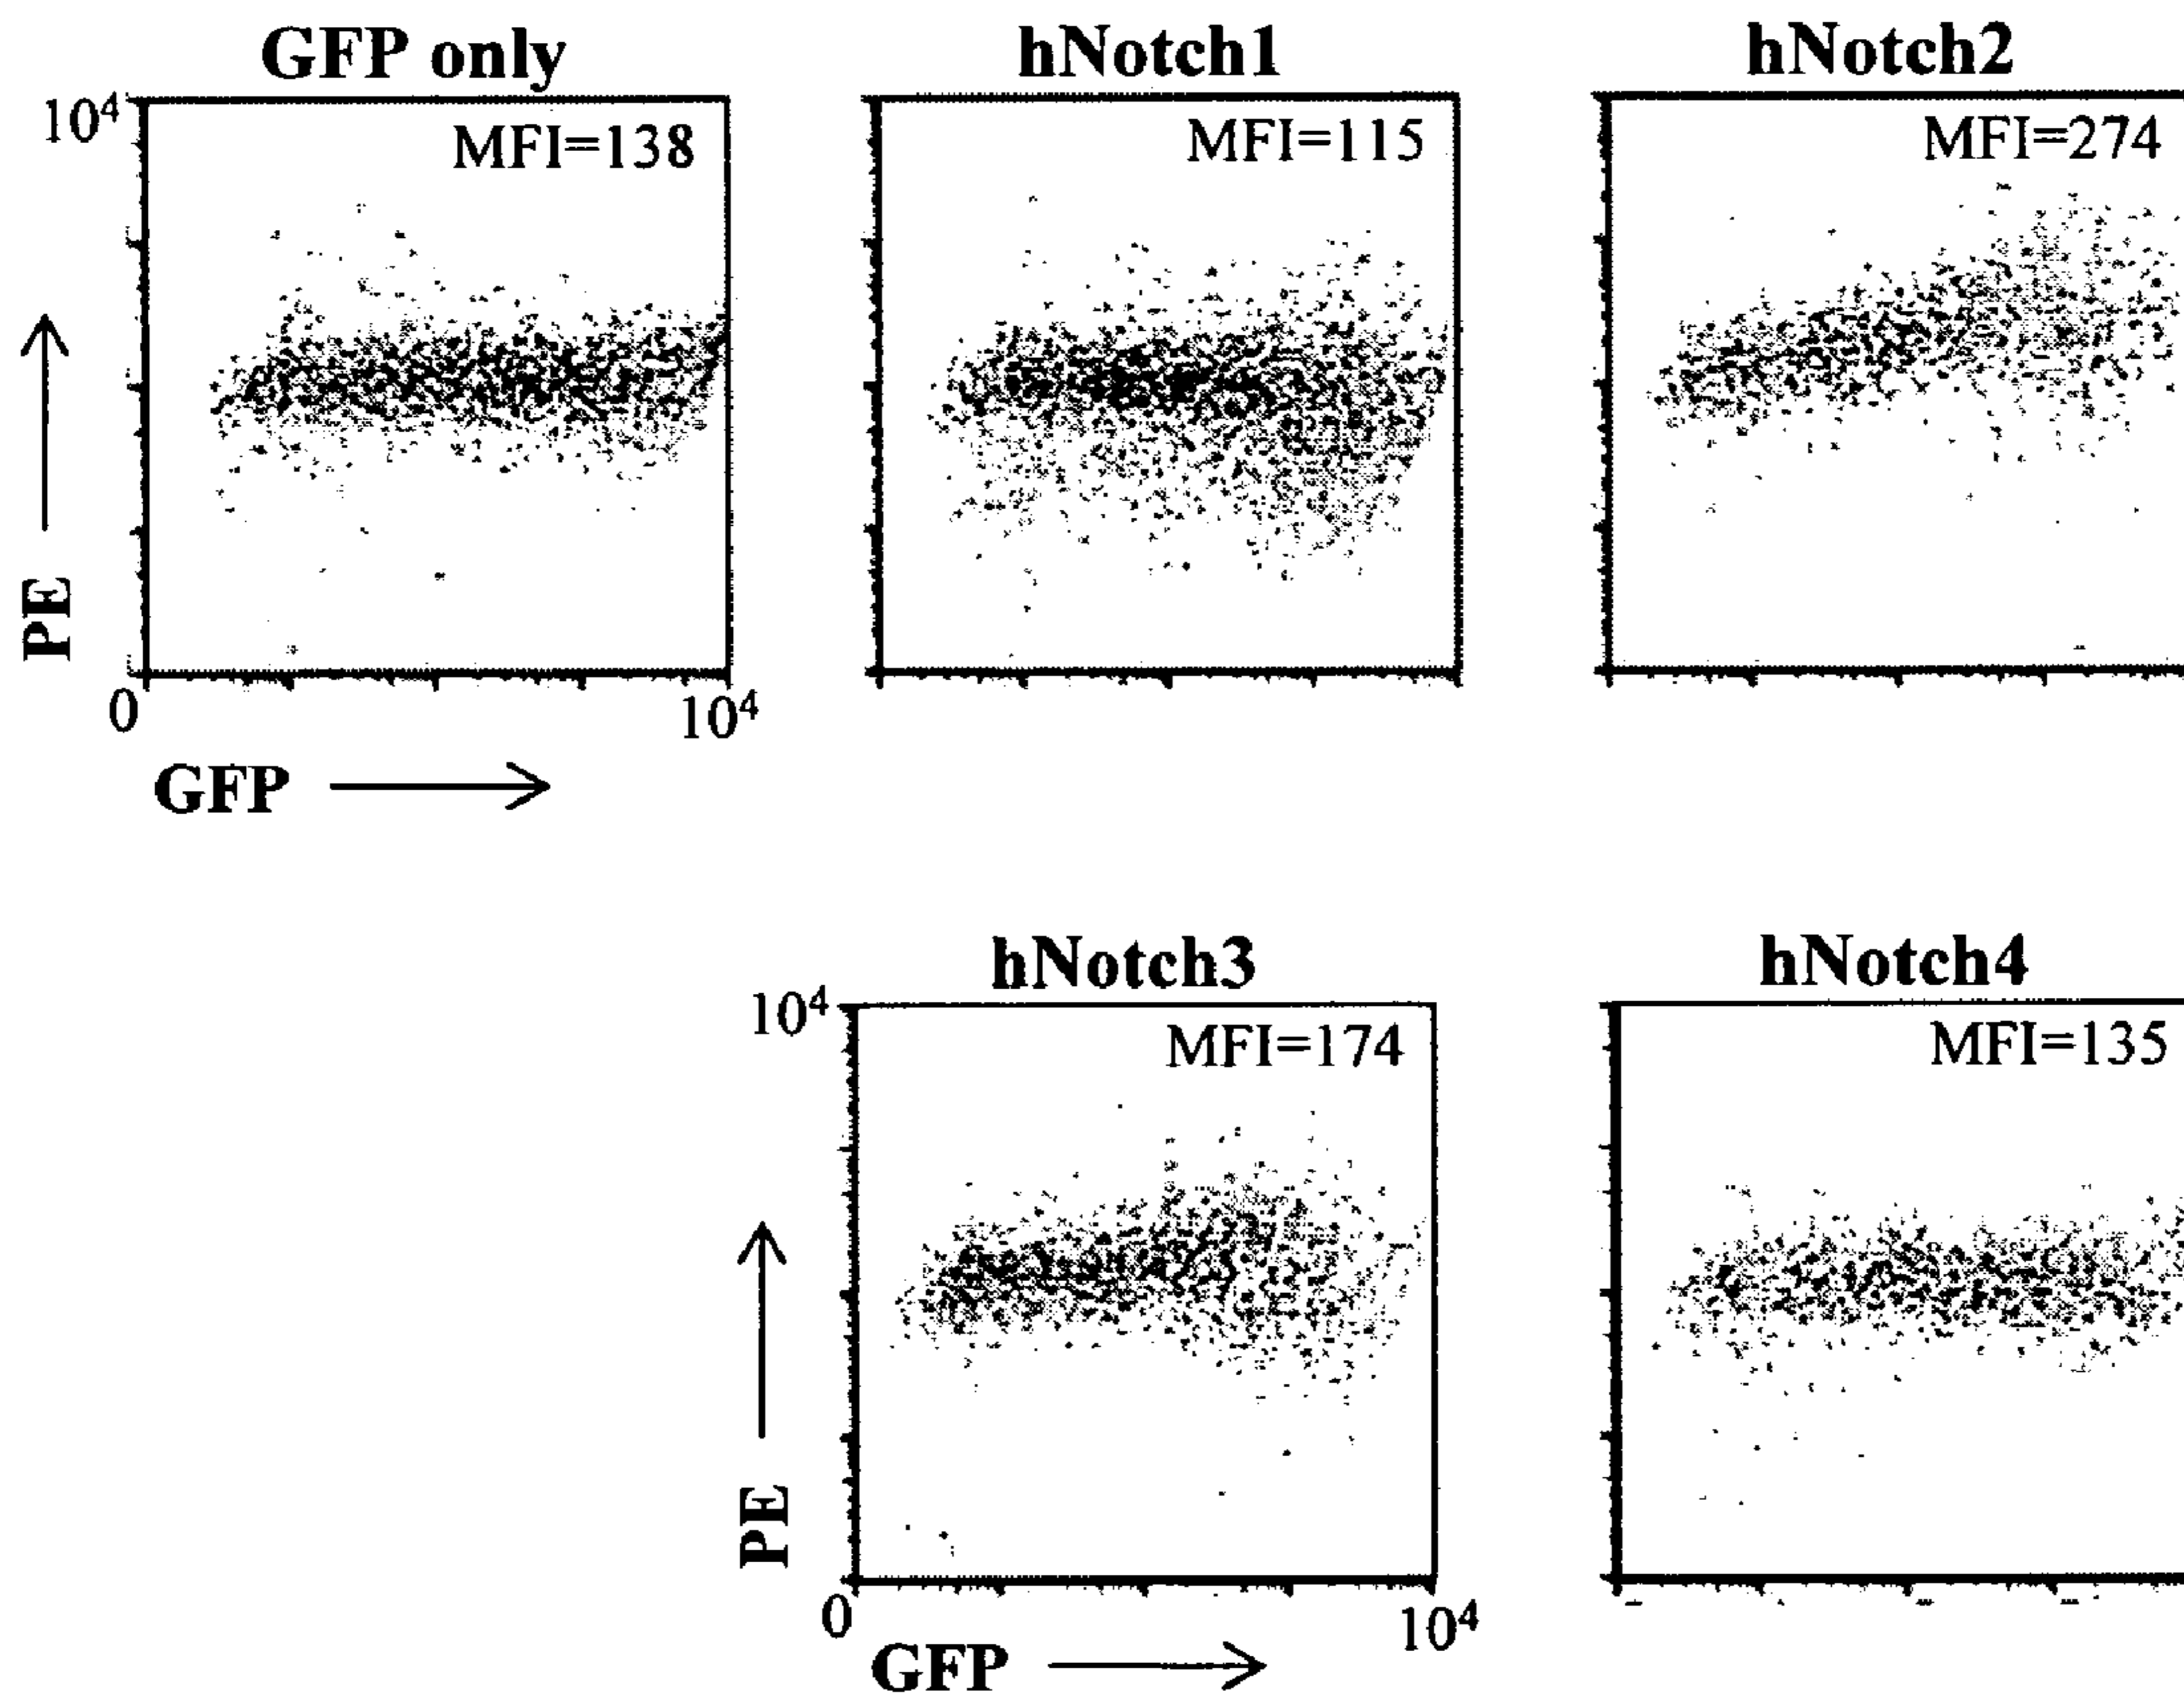 GFP only
hNotch1
hNotch2
10⁴
MFI=138
MFI=115
MFI=274
PE
0
10⁴
GFP
hNotch3
hNotch4
10⁴
MFI=174
MFI=135
PE
0
10⁴
GFP